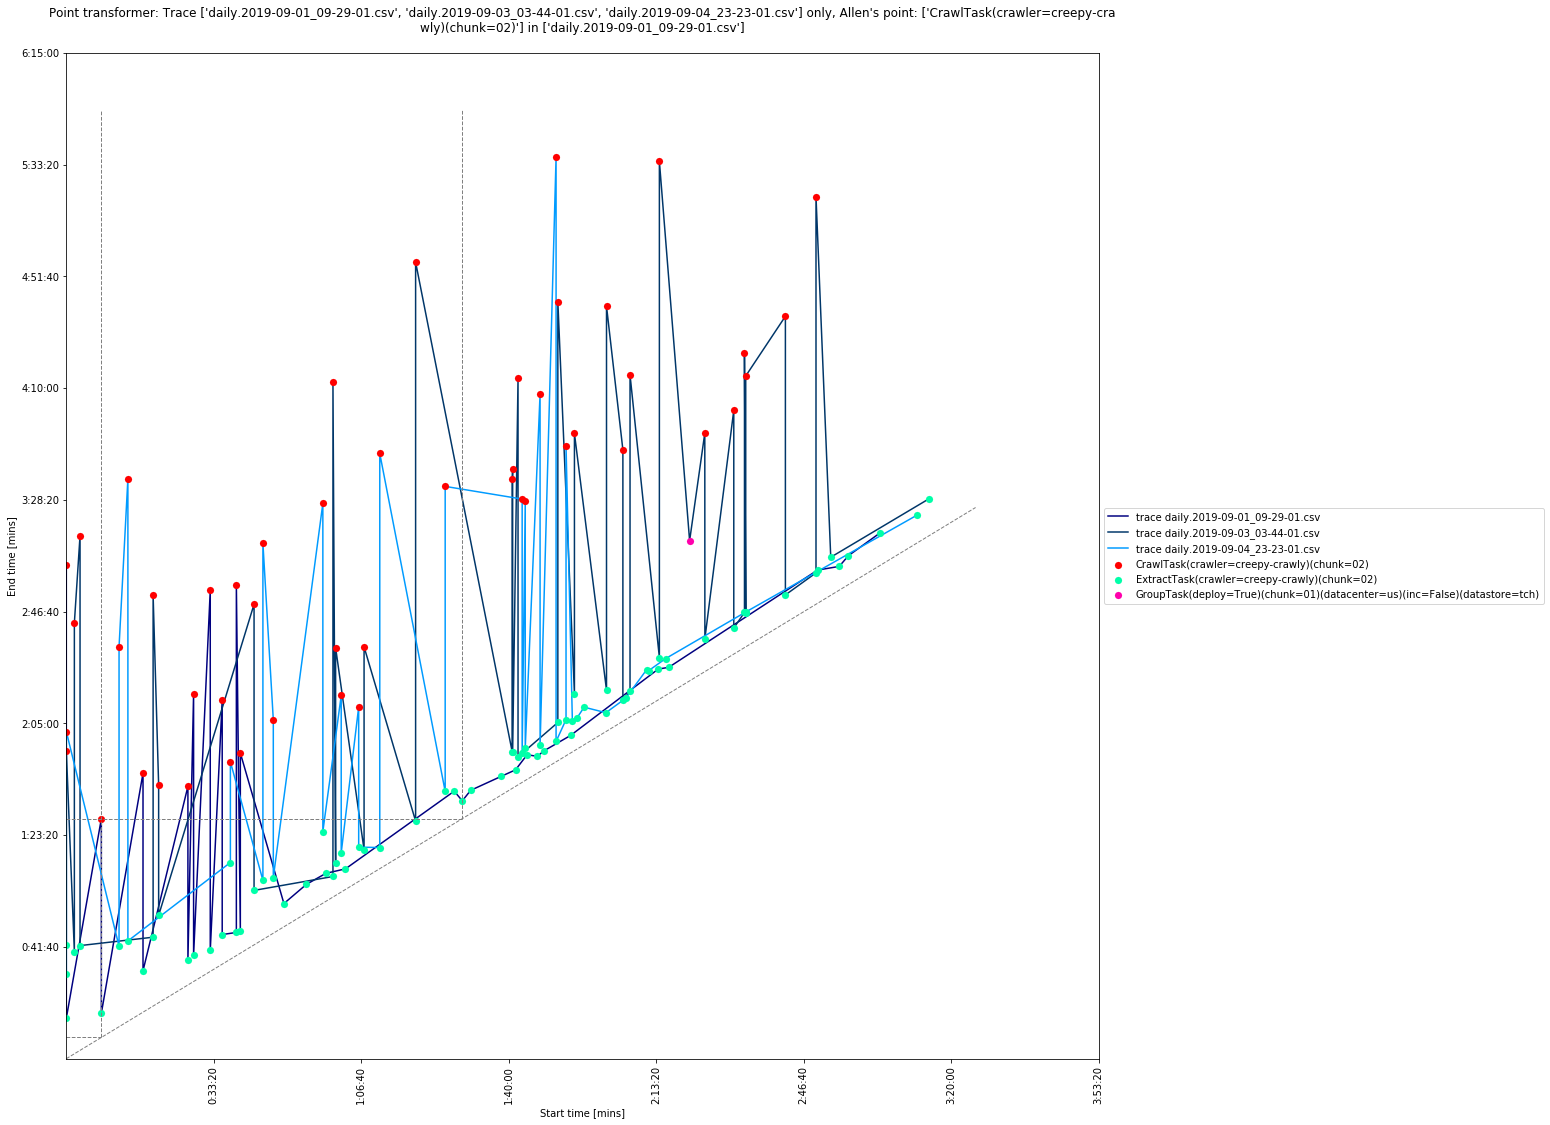 Point transformer: Trace ['daily.2019-09-01_09-29-01.csv', 'daily.2019-09-03_03-44-01.csv', 'daily.2019-09-04_23-23-01.csv'] only, Allen's point: ['CrawlTask(crawler=creepy-cra
wly)(chunk=02)'] in ['daily.2019-09-01_09-29-01.csv']
6:15:00
5:33:20
4:51:40
4:10:00
3:28:20
2:46:40
2:05:00
1:23:20
0:41:40
End time [mins]
0:33:20
1:06:40
1:40:00
2:13:20
2:46:40
3:20:00
3:53:20
Start time [mins]
trace daily.2019-09-01_09-29-01.csv
trace daily.2019-09-03_03-44-01.csv
trace daily.2019-09-04_23-23-01.csv
CrawlTask(crawler=creepy-crawly)(chunk=02)
ExtractTask(crawler=creepy-crawly)(chunk=02)
GroupTask(deploy=True)(chunk=01)(datacenter=us)(inc=False)(datastore=tch)